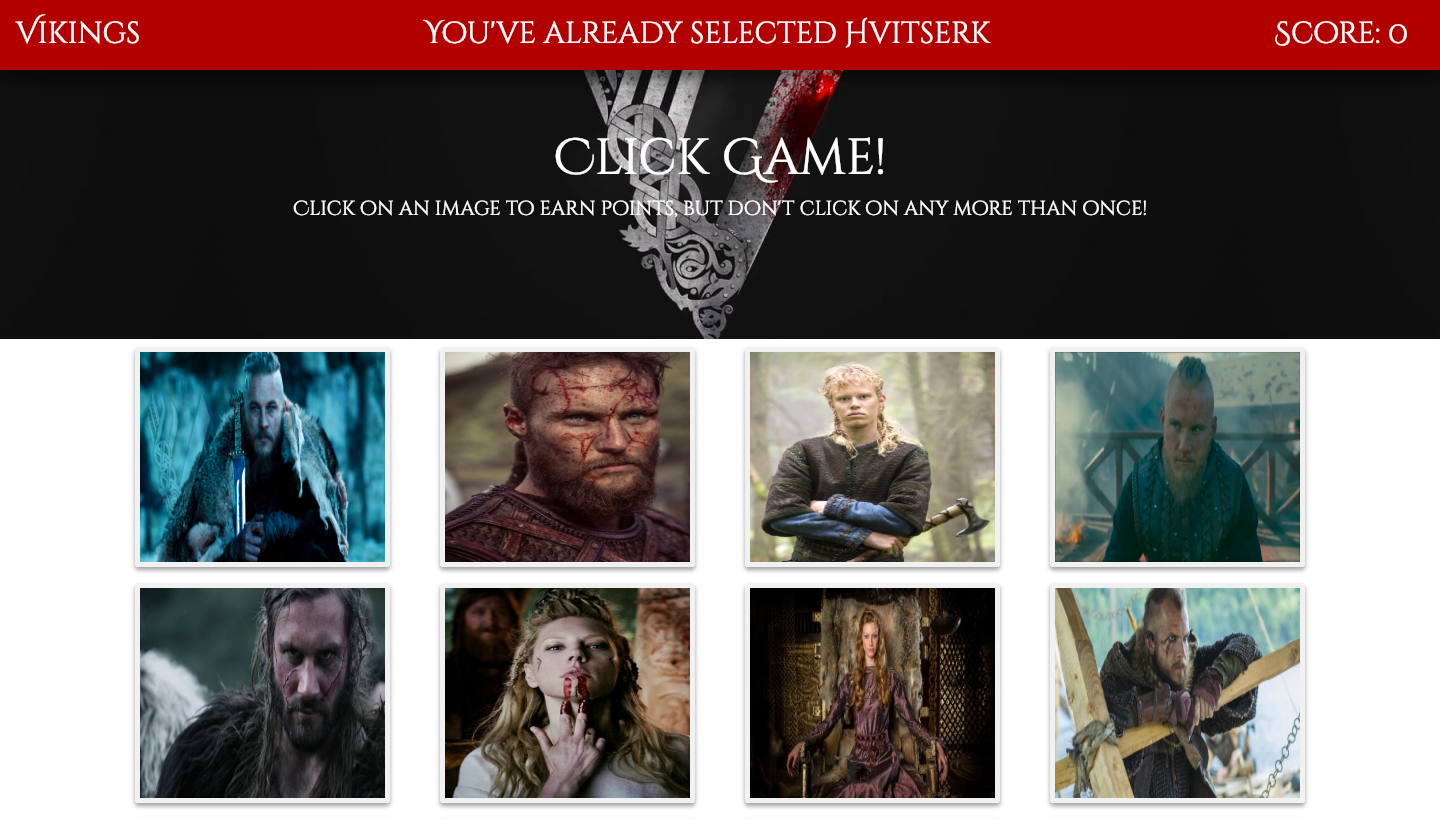 Vikings
You've already selected Hvitserk
Score: 0
Click Game!
Click on an image to earn points, but don't click on any more than once!